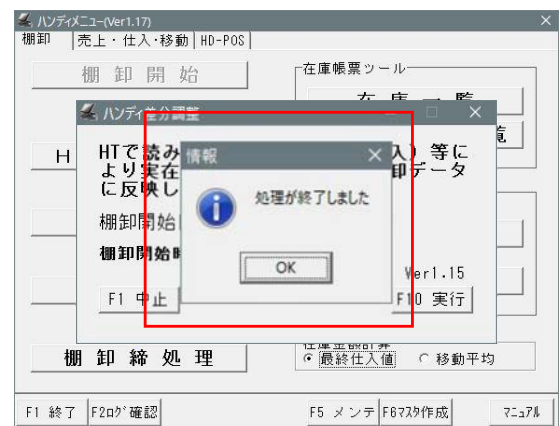 ハンディメニュー(Ver1.17)
棚卸
売上・仕入・移動
HD-POS
棚 卸 開 始
在庫帳票ツール
ハンディ差分調整
HTで読み
入）等に
より実在
卸データ
に反映し
棚卸開始
棚卸開始時
Ver1.15
F1 中止
F10 実行
情報
処理が終了しました
OK
棚 卸 締 処 理
最終仕入値
移動平均
F1 終了
F2ログ確認
F5 メンテ
F6マスタ作成
マニュアル